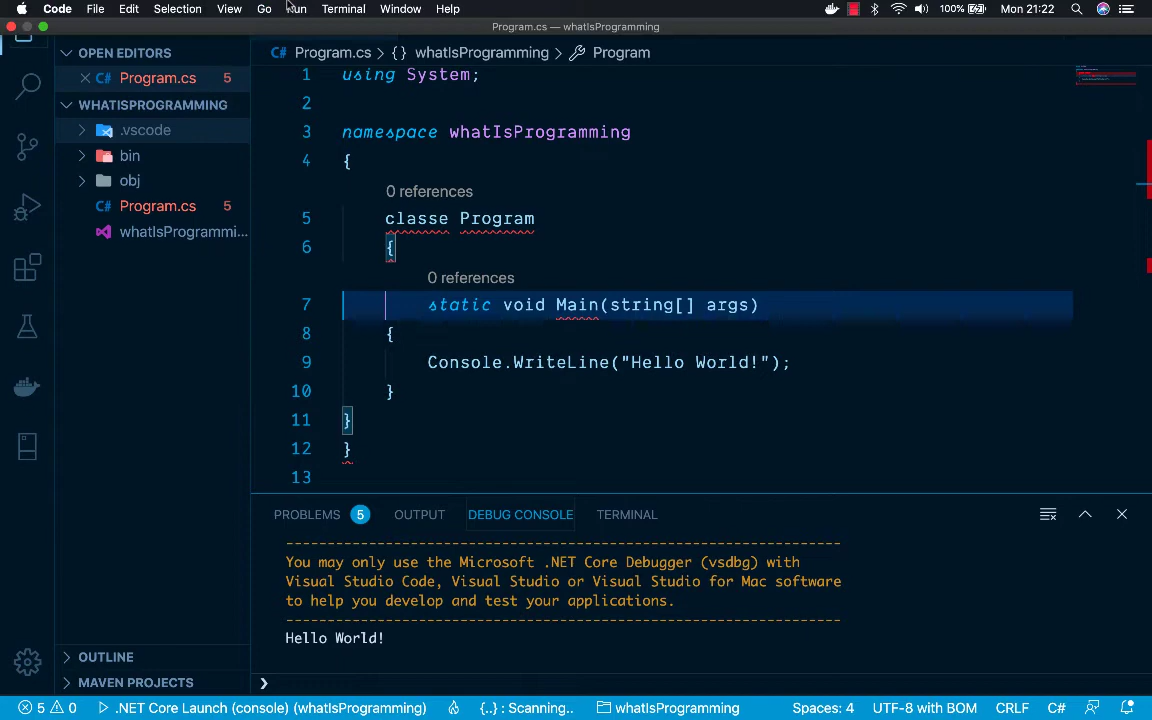 Code File Edit Selection View Go Run Terminal Window Help 100% Mon 21:22
Program.cs — whatIsProgramming
OPEN EDITORS
C# Program.cs 5
WHATISPROGRAMMING
.vscode
bin
obj
C# Program.cs 5
whatIsProgrammi...
OUTLINE
MAVEN PROJECTS
C# Program.cs > {} whatIsProgramming > Program
1 using System;
2
3 namespace whatIsProgramming
4 {
0 references
5 classe Program
6 {
0 references
7 static void Main(string[] args)
8 {
9 Console.WriteLine("Hello World!");
10 }
11 }
12 }
13
PROBLEMS 5 OUTPUT DEBUG CONSOLE TERMINAL
-------------------------------------------------------------------
You may only use the Microsoft .NET Core Debugger (vsdbg) with
Visual Studio Code, Visual Studio or Visual Studio for Mac software
to help you develop and test your applications.
-------------------------------------------------------------------
Hello World!
5 0 .NET Core Launch (console) (whatIsProgramming) {..} : Scanning.. whatIsProgramming Spaces: 4 UTF-8 with BOM CRLF C#